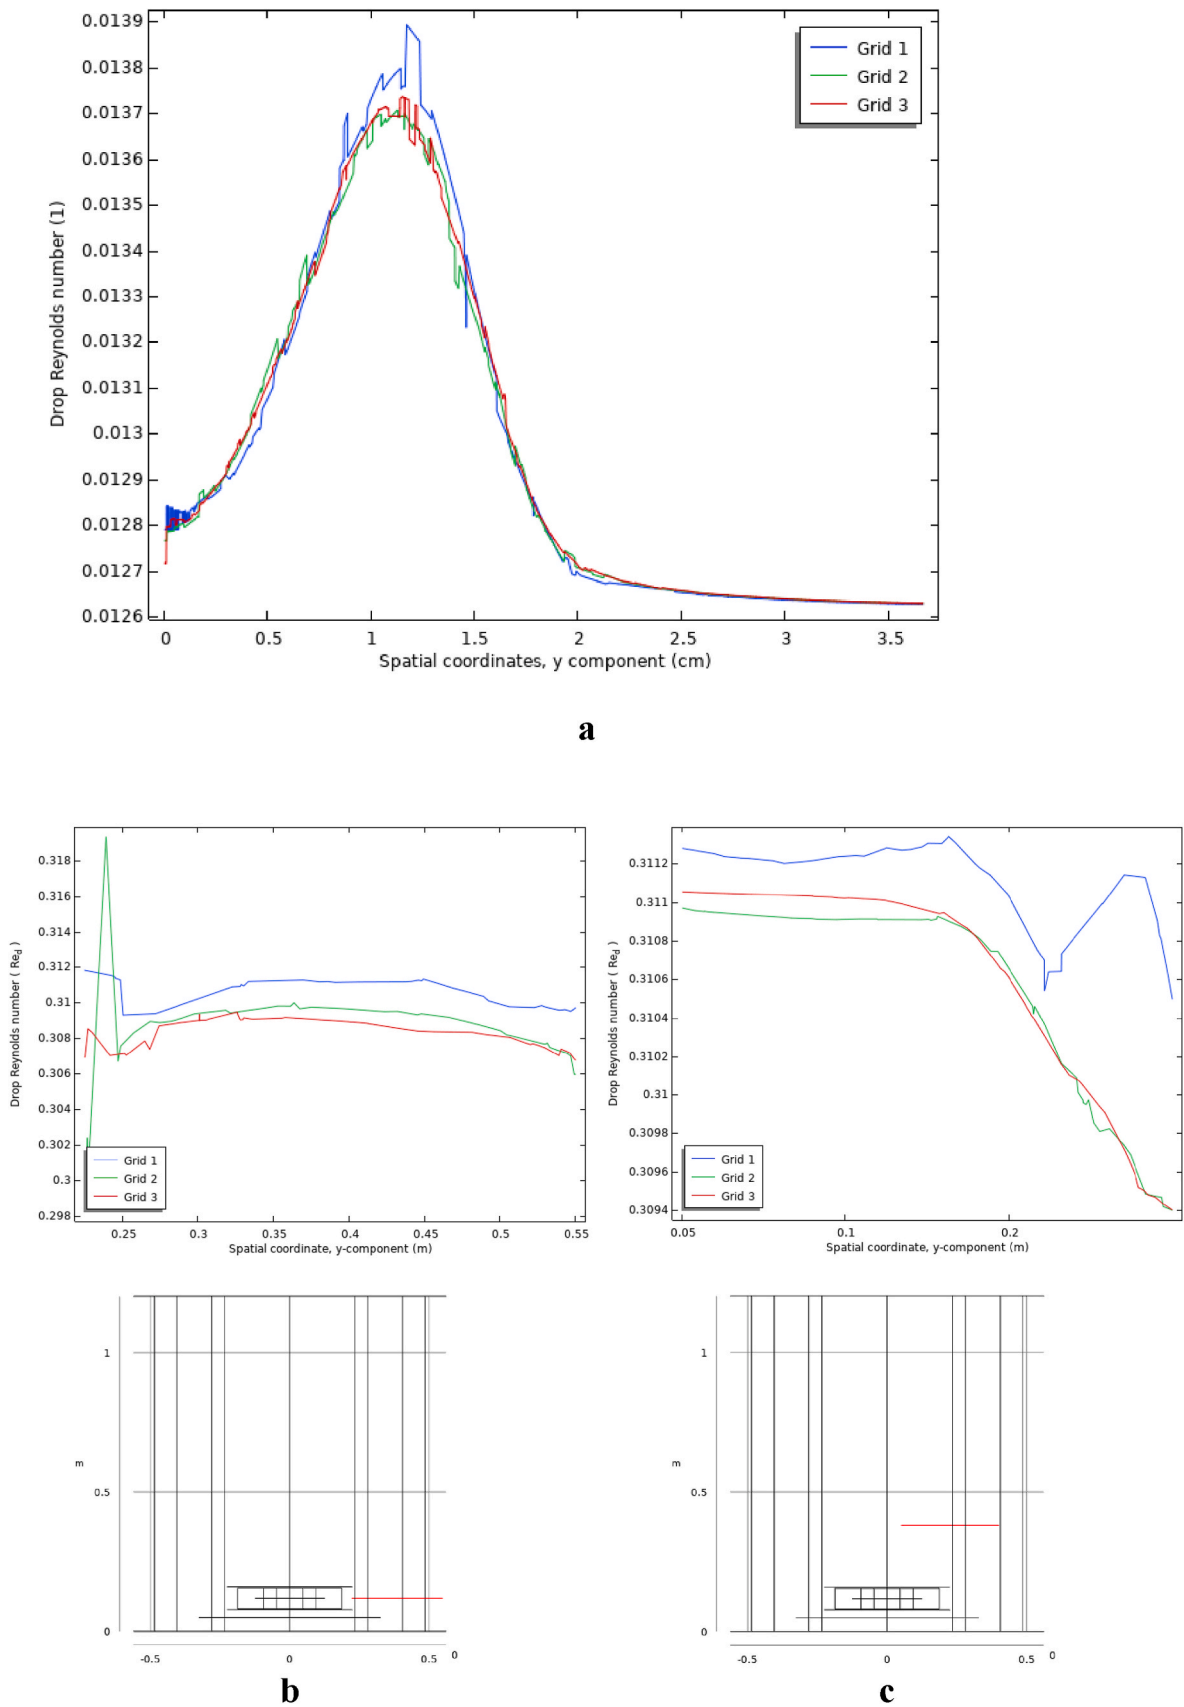 0.0139
0.0138
0.0137
0.0136
0.0135
0.0134
0.0133
0.0132
0.0131
0.013
0.0129
0.0128
0.0127
0.0126
Drop Reynolds number (1)
Grid 1
Grid 2
Grid 3
0 0.5 1 1.5 2 2.5 3 3.5
Spatial coordinates, y component (cm)
a
0.318
0.316
0.314
0.312
0.31
0.308
0.306
0.304
0.302
0.3
0.298
Drop Reynolds number ( Re_d )
Grid 1
Grid 2
Grid 3
0.25 0.3 0.35 0.4 0.45 0.5 0.55
Spatial coordinate, y-component (m)
0.3112
0.311
0.3108
0.3106
0.3104
0.3102
0.31
0.3098
0.3096
0.3094
Drop Reynolds number ( Re_d )
Grid 1
Grid 2
Grid 3
0.05 0.1 0.2
Spatial coordinate, y-component (m)
1
m
0.5
0
-0.5 0 0.5 0
b
1
m
0.5
0
-0.5 0 0.5 0
c